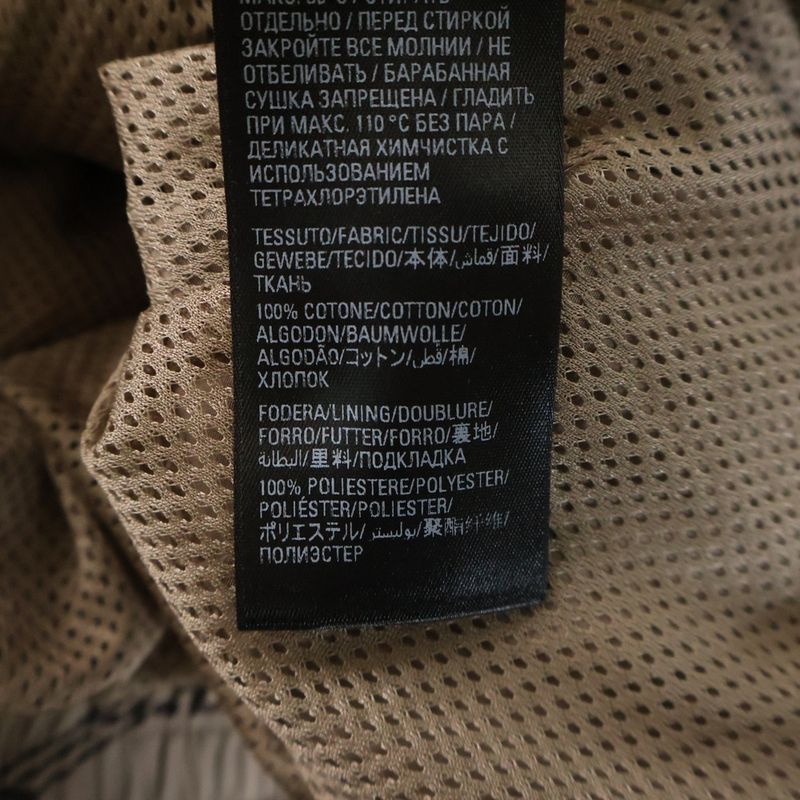 МАКС. 30 °C / СТИРАТЬ
ОТДЕЛЬНО / ПЕРЕД СТИРКОЙ
ЗАКРОЙТЕ ВСЕ МОЛНИИ / НЕ
ОТБЕЛИВАТЬ / БАРАБАННАЯ
СУШКА ЗАПРЕЩЕНА / ГЛАДИТЬ
ПРИ МАКС. 110 °C БЕЗ ПАРА /
ДЕЛИКАТНАЯ ХИМЧИСТКА С
ИСПОЛЬЗОВАНИЕМ
ТЕТРАХЛОРЭТИЛЕНА
TESSUTO/FABRIC/TISSU/TEJIDO/
GEWEBE/TECIDO/本体/قماش/面料/
ТКАНЬ
100% COTONE/COTTON/COTON/
ALGODON/BAUMWOLLE/
ALGODÃO/コットン/قطن/棉/
ХЛОПОК
FODERA/LINING/DOUBLURE/
FORRO/FUTTER/FORRO/裏地/
البطانة/里料/ПОДКЛАДКА
100% POLIESTERE/POLYESTER/
POLIÉSTER/POLIESTER/
ポリエステル/بوليستر/聚酯纤维/
ПОЛИЭСТЕР